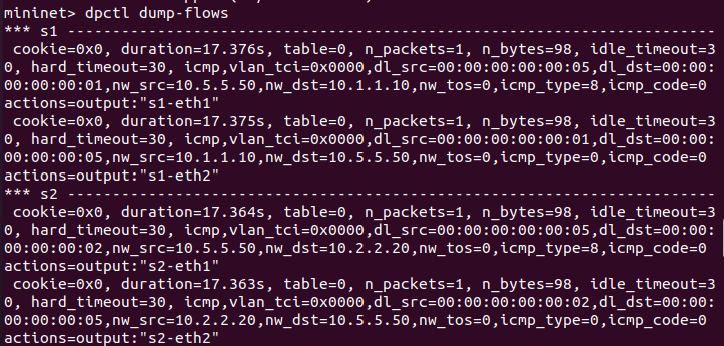 mininet> dpctl dump-flows
*** s1 ------------------------------------------------------------------------
 cookie=0x0, duration=17.376s, table=0, n_packets=1, n_bytes=98, idle_timeout=3
0, hard_timeout=30, icmp,vlan_tci=0x0000,dl_src=00:00:00:00:00:05,dl_dst=00:00:
00:00:00:01,nw_src=10.5.5.50,nw_dst=10.1.1.10,nw_tos=0,icmp_type=8,icmp_code=0
actions=output:"s1-eth1"
 cookie=0x0, duration=17.375s, table=0, n_packets=1, n_bytes=98, idle_timeout=3
0, hard_timeout=30, icmp,vlan_tci=0x0000,dl_src=00:00:00:00:00:01,dl_dst=00:00:
00:00:00:05,nw_src=10.1.1.10,nw_dst=10.5.5.50,nw_tos=0,icmp_type=0,icmp_code=0
actions=output:"s1-eth2"
*** s2 ------------------------------------------------------------------------
 cookie=0x0, duration=17.364s, table=0, n_packets=1, n_bytes=98, idle_timeout=3
0, hard_timeout=30, icmp,vlan_tci=0x0000,dl_src=00:00:00:00:00:05,dl_dst=00:00:
00:00:00:02,nw_src=10.5.5.50,nw_dst=10.2.2.20,nw_tos=0,icmp_type=8,icmp_code=0
actions=output:"s2-eth1"
 cookie=0x0, duration=17.363s, table=0, n_packets=1, n_bytes=98, idle_timeout=3
0, hard_timeout=30, icmp,vlan_tci=0x0000,dl_src=00:00:00:00:00:02,dl_dst=00:00:
00:00:00:05,nw_src=10.2.2.20,nw_dst=10.5.5.50,nw_tos=0,icmp_type=0,icmp_code=0
actions=output:"s2-eth2"